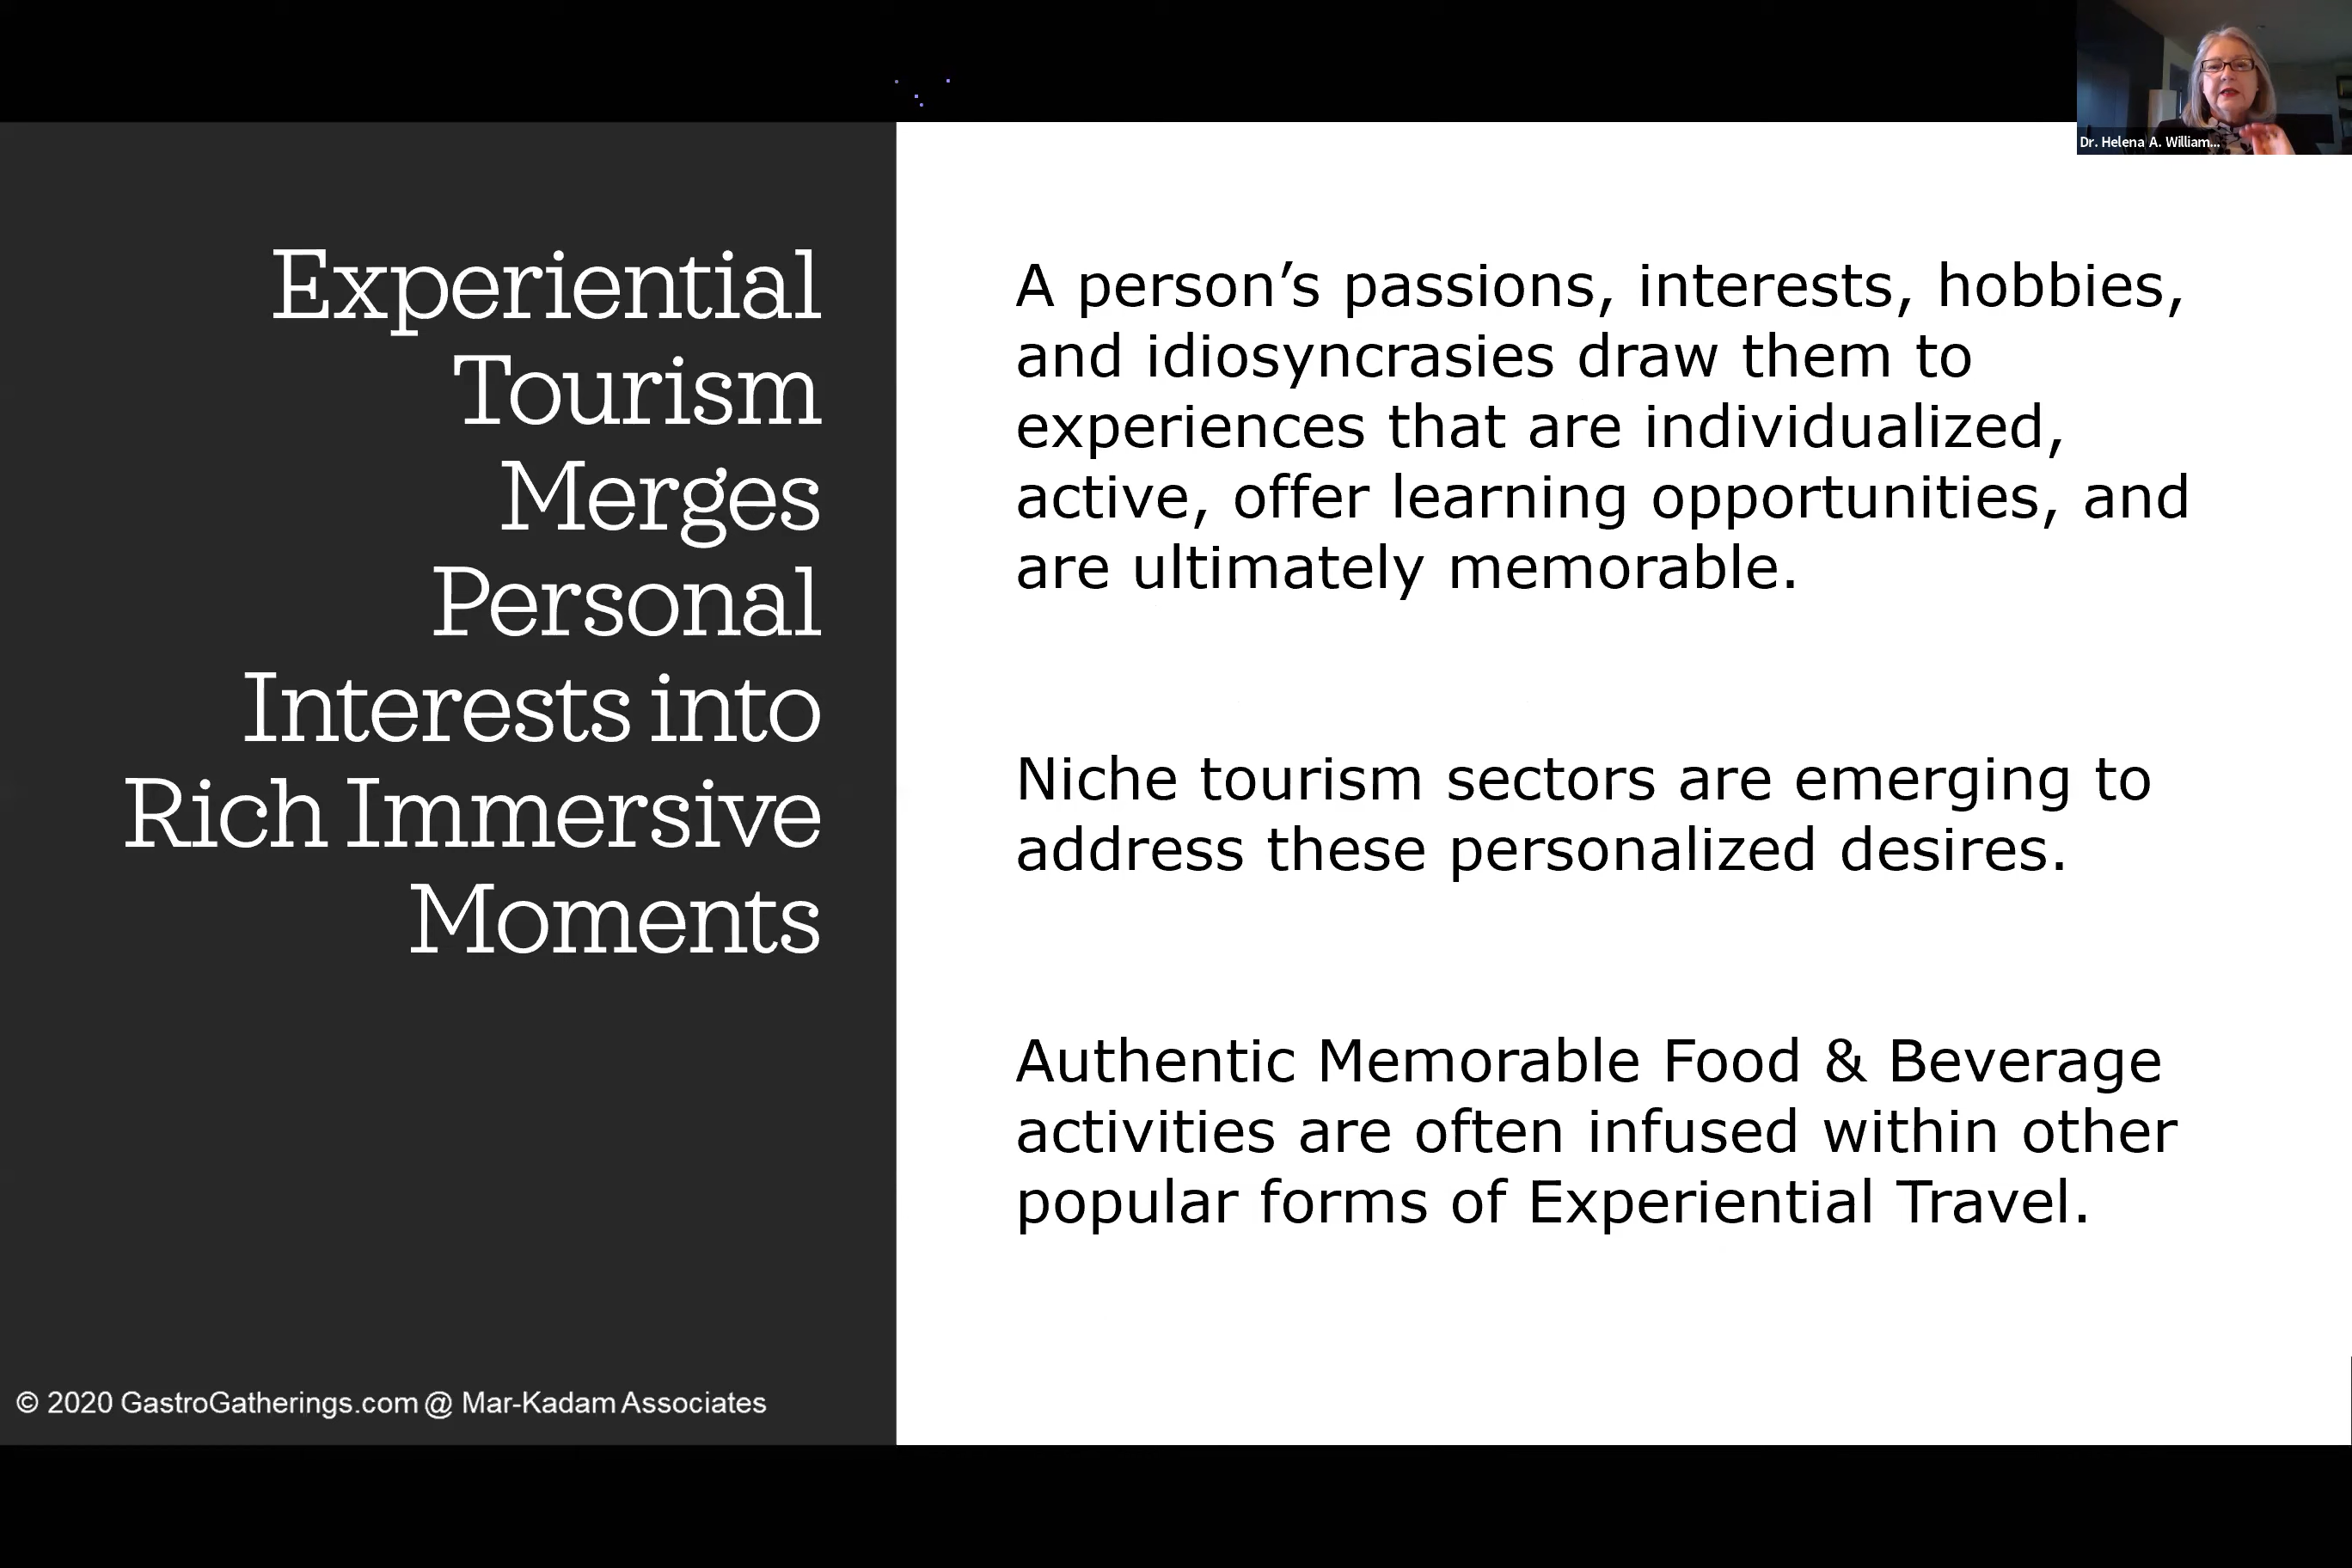 Dr. Helena A. William...
Experiential
Tourism
Merges
Personal
Interests into
Rich Immersive
Moments
A person’s passions, interests, hobbies,
and idiosyncrasies draw them to
experiences that are individualized,
active, offer learning opportunities, and
are ultimately memorable.
Niche tourism sectors are emerging to
address these personalized desires.
Authentic Memorable Food & Beverage
activities are often infused within other
popular forms of Experiential Travel.
© 2020 GastroGatherings.com @ Mar-Kadam Associates